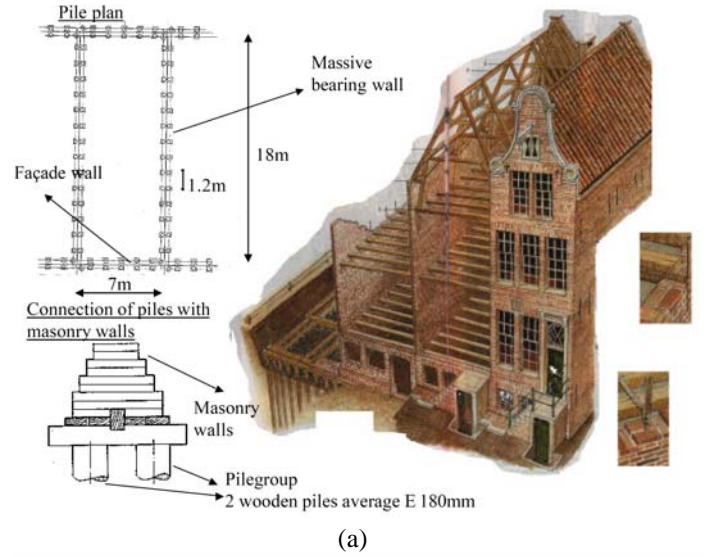 Pile plan
Massive
bearing wall
18m
Façade wall
1.2m
7m
Connection of piles with
masonry walls
Masonry
walls
Pilegroup
2 wooden piles average E 180mm
(a)